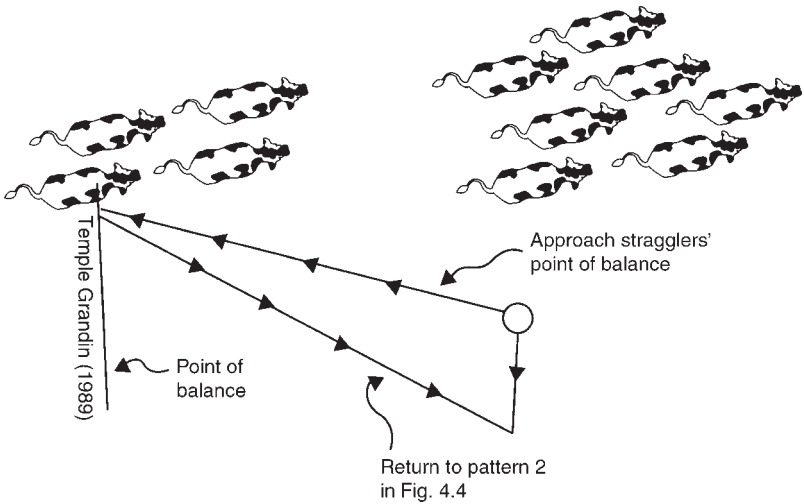 Approach stragglers'
point of balance
Temple Grandin (1989)
Point of
balance
Return to pattern 2
in Fig. 4.4